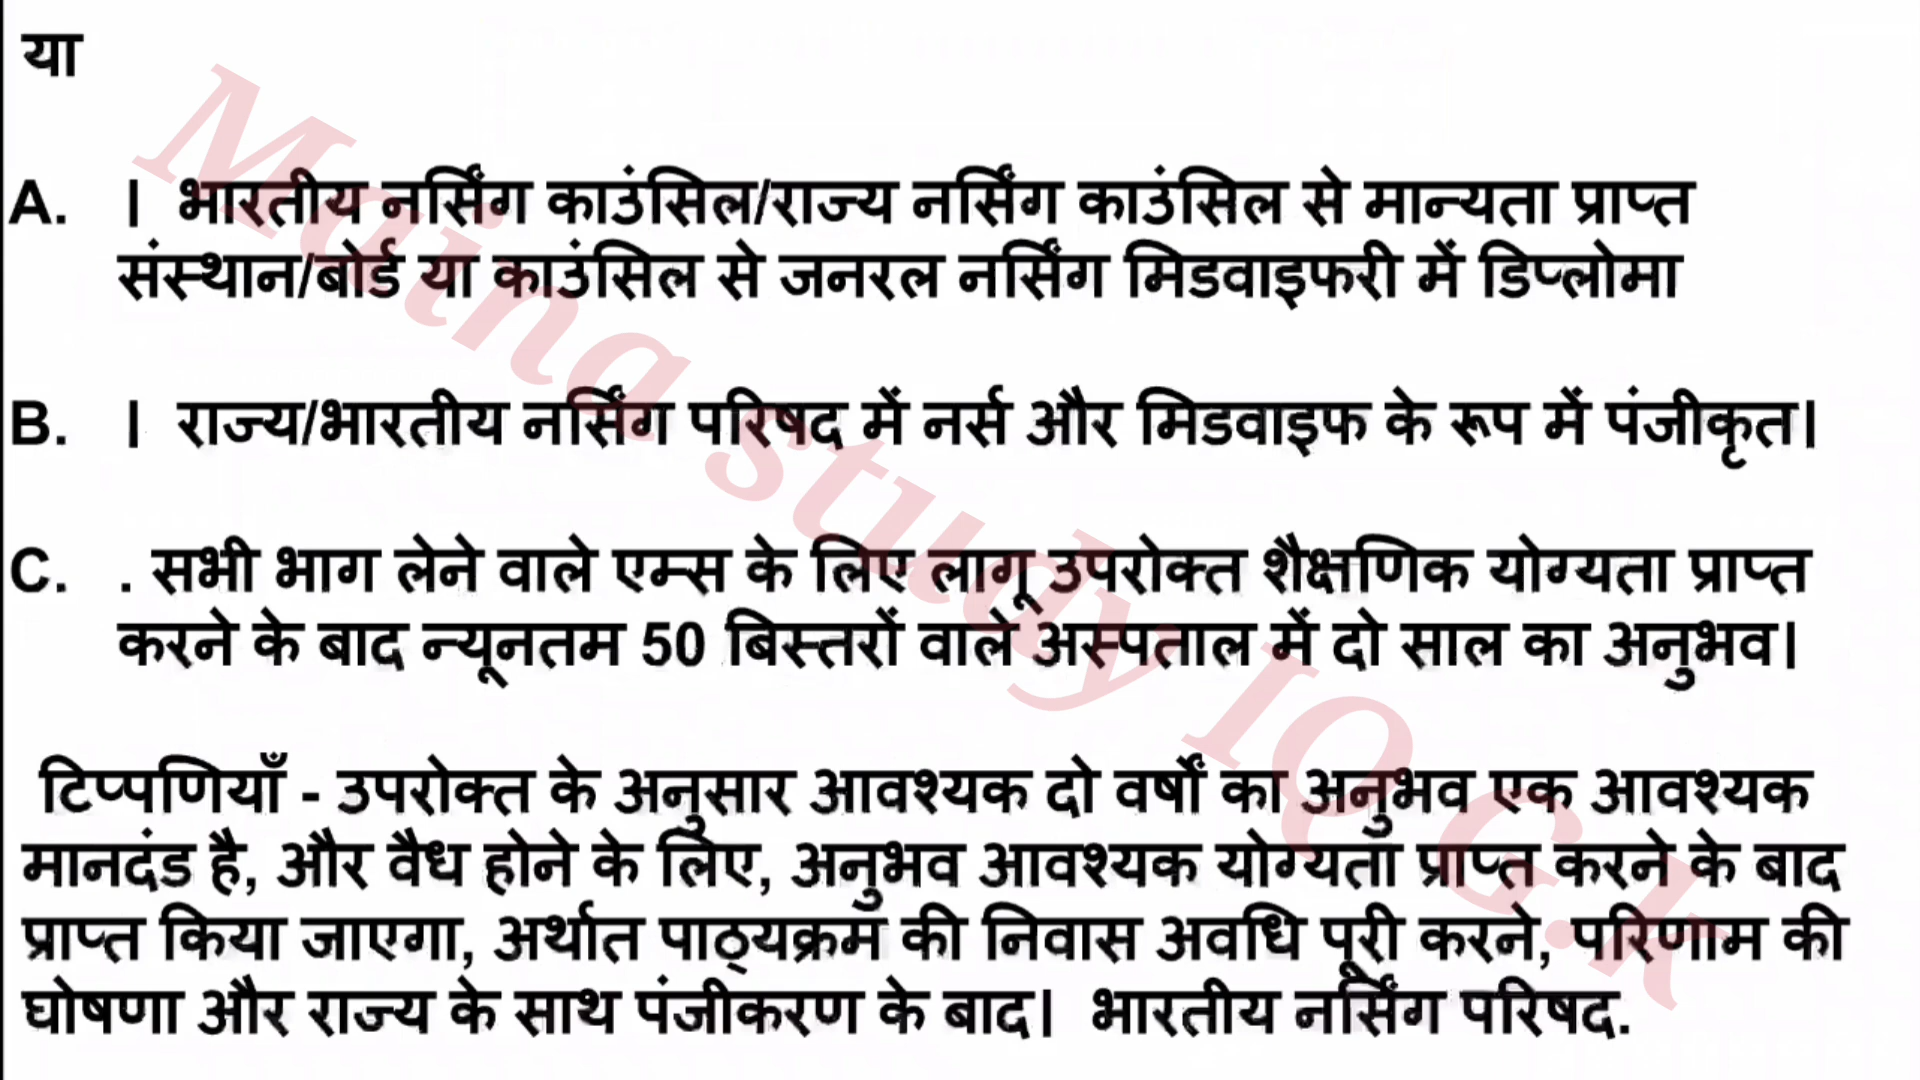 या
A. । भारतीय नर्सिंग काउंसिल/राज्य नर्सिंग काउंसिल से मान्यता प्राप्त
संस्थान/बोर्ड या काउंसिल से जनरल नर्सिंग मिडवाइफरी में डिप्लोमा
B. । राज्य/भारतीय नर्सिंग परिषद में नर्स और मिडवाइफ के रूप में पंजीकृत।
C. . सभी भाग लेने वाले एम्स के लिए लागू उपरोक्त शैक्षणिक योग्यता प्राप्त
करने के बाद न्यूनतम 50 बिस्तरों वाले अस्पताल में दो साल का अनुभव।
टिप्पणियाँ - उपरोक्त के अनुसार आवश्यक दो वर्षों का अनुभव एक आवश्यक
मानदंड है, और वैध होने के लिए, अनुभव आवश्यक योग्यता प्राप्त करने के बाद
प्राप्त किया जाएगा, अर्थात पाठ्यक्रम की निवास अवधि पूरी करने, परिणाम की
घोषणा और राज्य के साथ पंजीकरण के बाद। भारतीय नर्सिंग परिषद.
Maina study IQ G.k